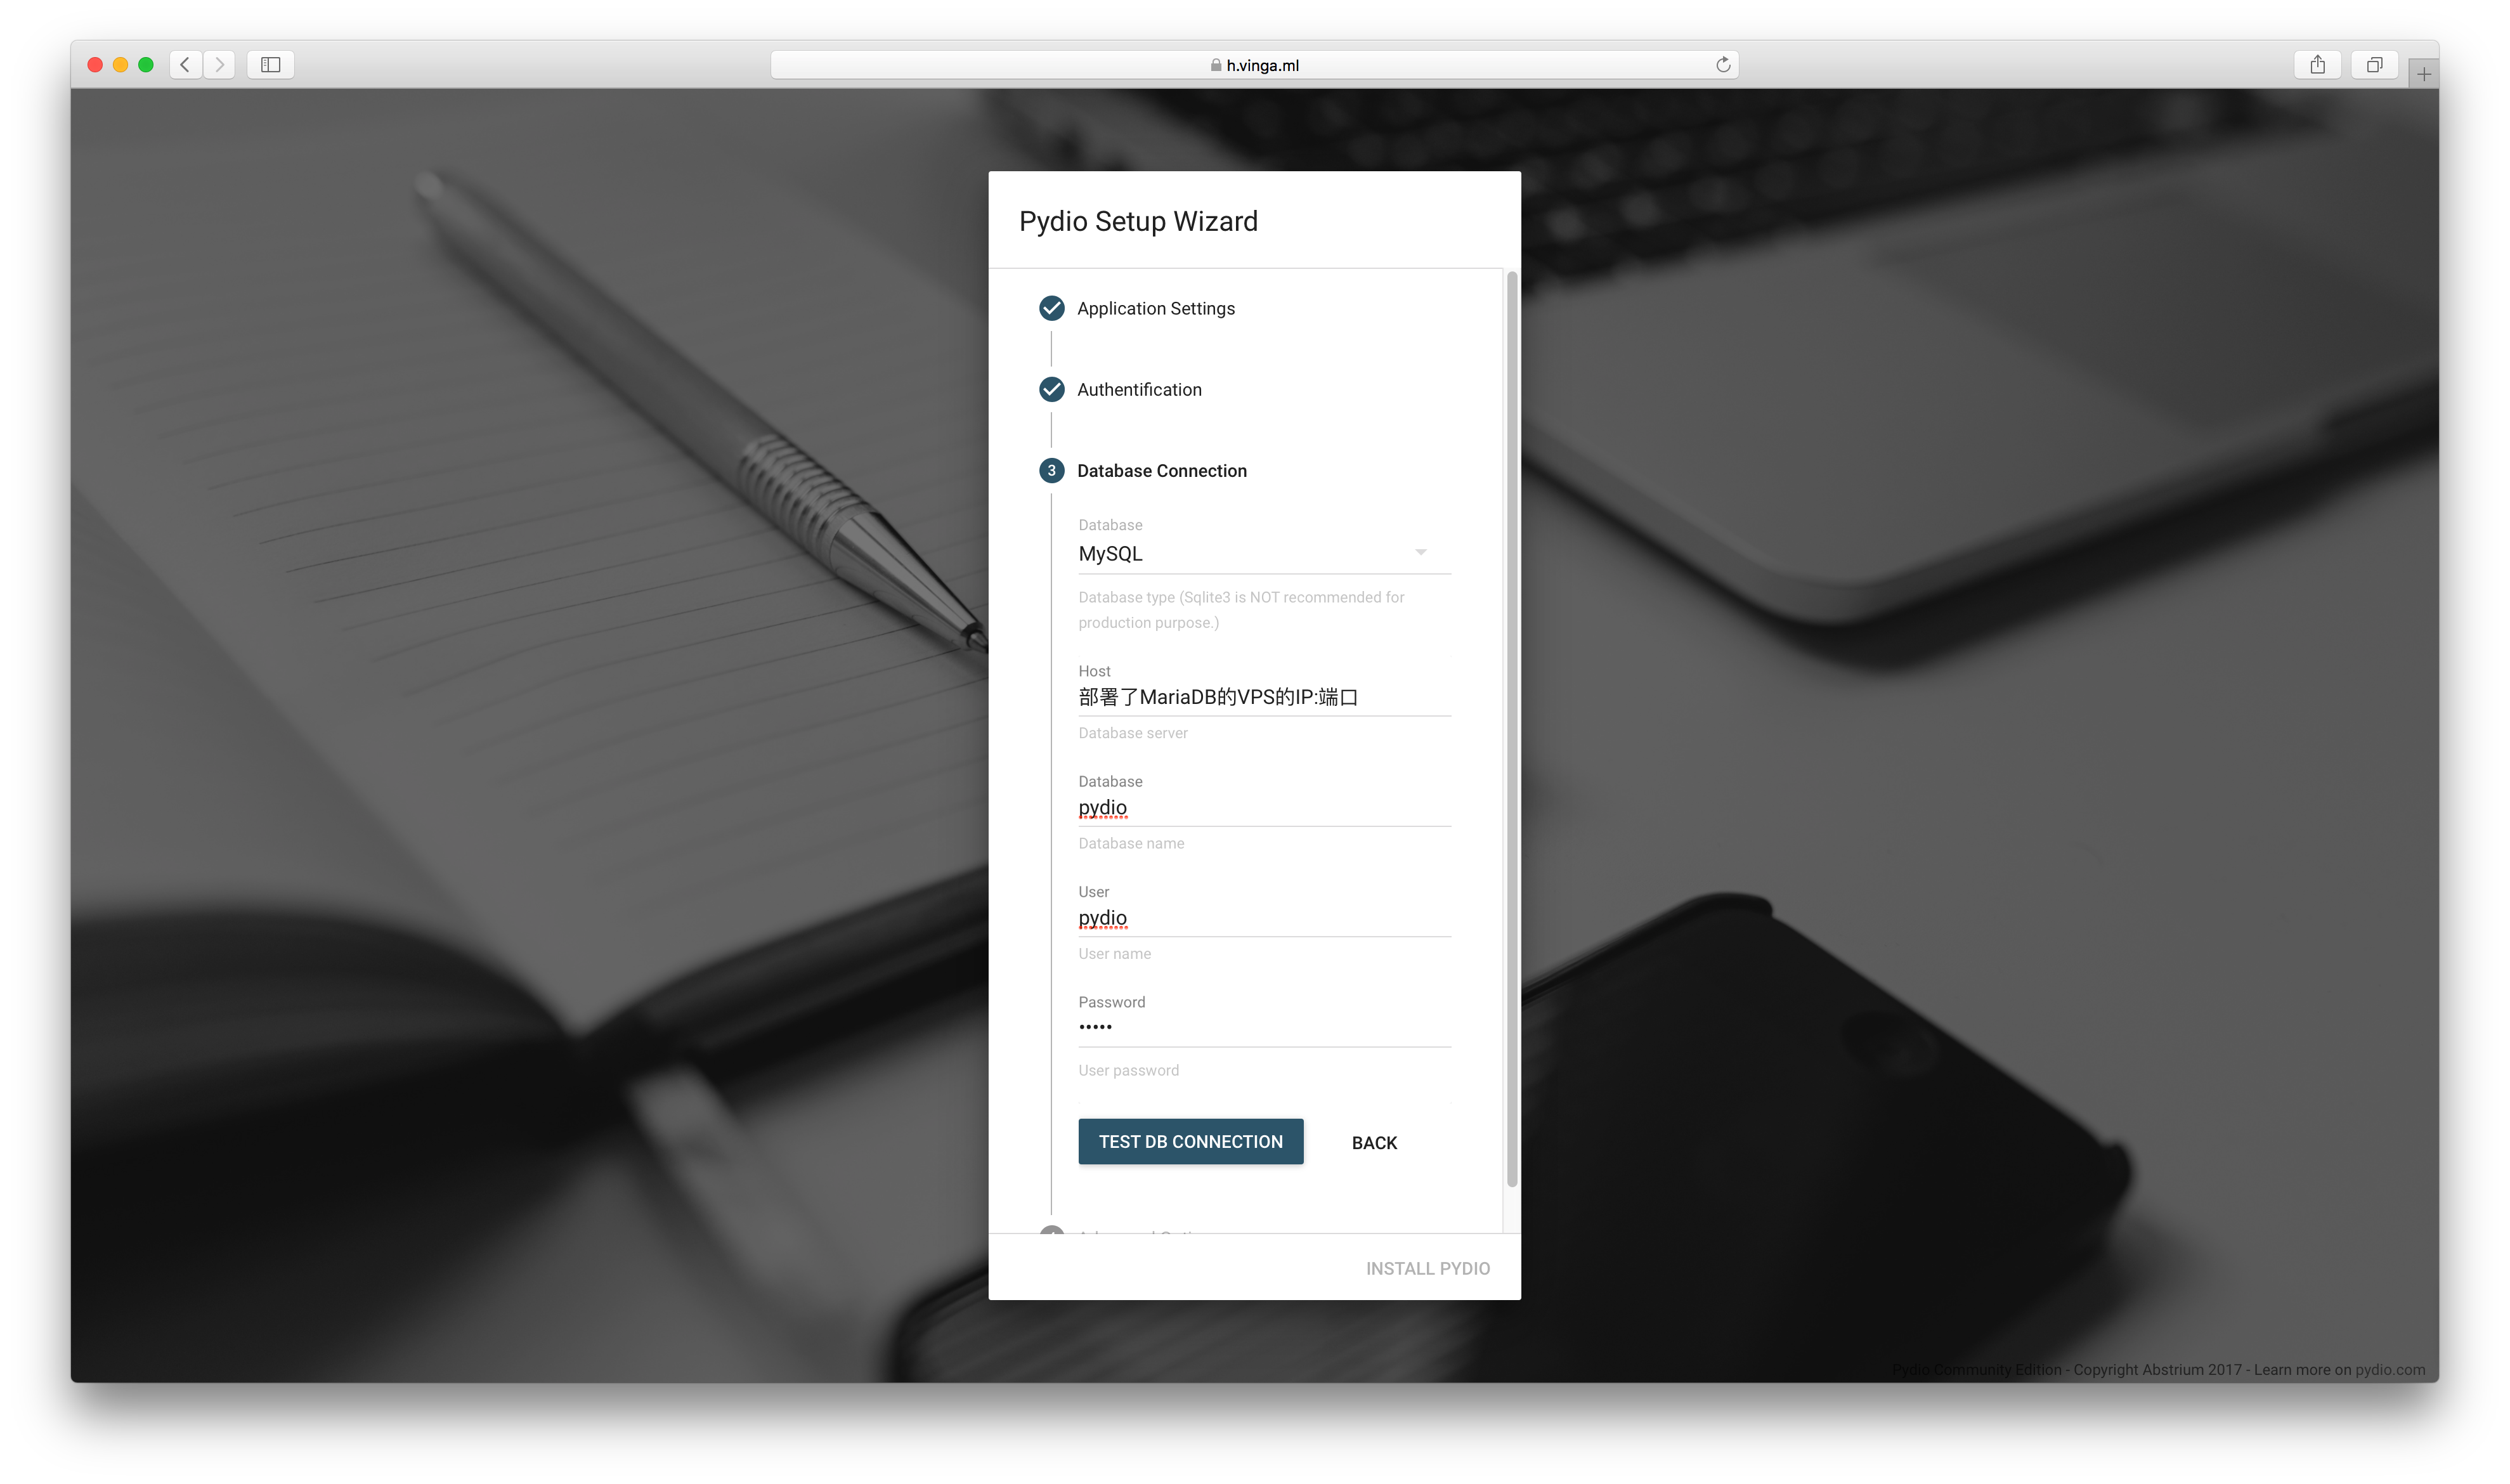 h.vinga.ml
Pydio Setup Wizard
Application Settings
Authentification
3 Database Connection
Database
MySQL
Database type (Sqlite3 is NOT recommended for
production purpose.)
Host
部署了MariaDB的VPS的IP:端口
Database server
Database
pydio
Database name
User
pydio
User name
Password
•••••
User password
TEST DB CONNECTION BACK
INSTALL PYDIO
Pydio Community Edition - Copyright Abstrium 2017 - Learn more on pydio.com